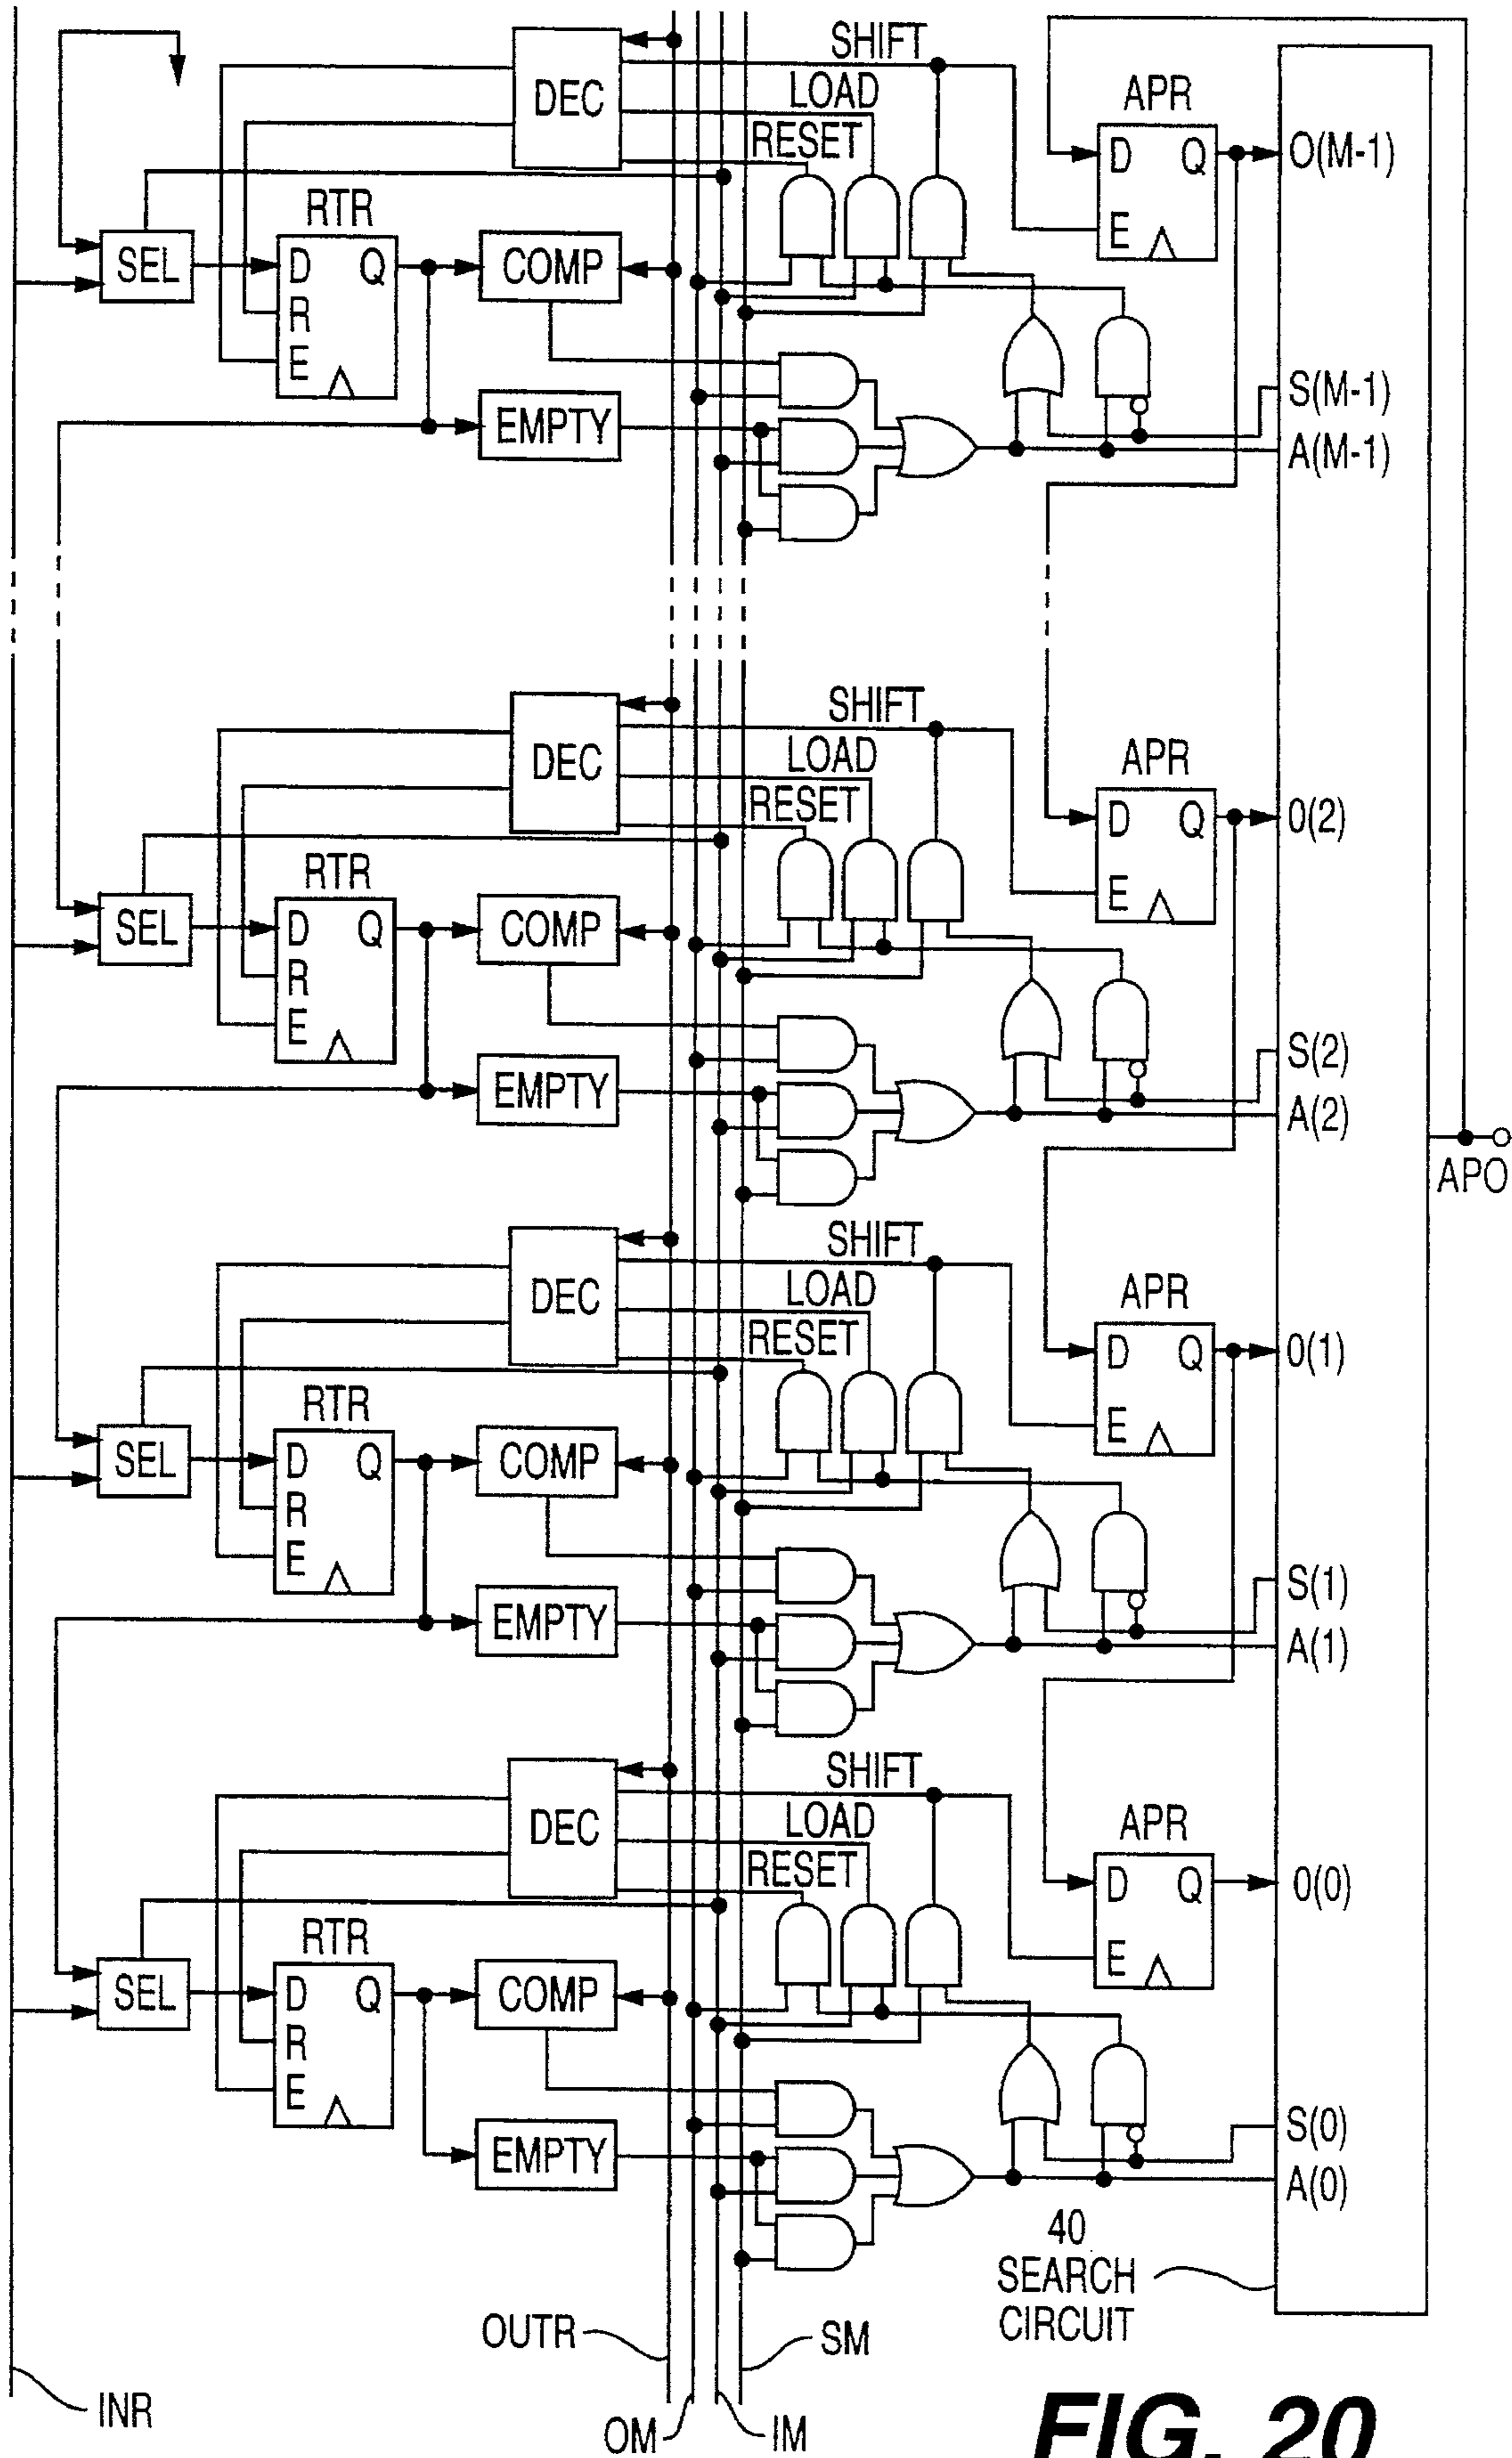 SHIFT
DEC
LOAD
RESET
APR
D Q
E
O(M-1)
RTR
SEL
D Q
R
E
COMP
EMPTY
S(M-1)
A(M-1)
SHIFT
DEC
LOAD
RESET
APR
D Q
E
0(2)
RTR
SEL
D Q
R
E
COMP
EMPTY
S(2)
A(2)
APO
SHIFT
DEC
LOAD
RESET
APR
D Q
E
0(1)
RTR
SEL
D Q
R
E
COMP
EMPTY
S(1)
A(1)
SHIFT
DEC
LOAD
RESET
APR
D Q
E
0(0)
RTR
SEL
D Q
R
E
COMP
EMPTY
S(0)
A(0)
40
SEARCH
CIRCUIT
OUTR
SM
INR
OM
IM
FIG. 20